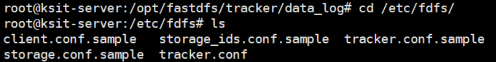 root@ksit-server:/opt/fastdfs/tracker/data_log# cd /etc/fdfs/
root@ksit-server:/etc/fdfs# ls
client.conf.sample   storage_ids.conf.sample  tracker.conf.sample
storage.conf.sample  tracker.conf